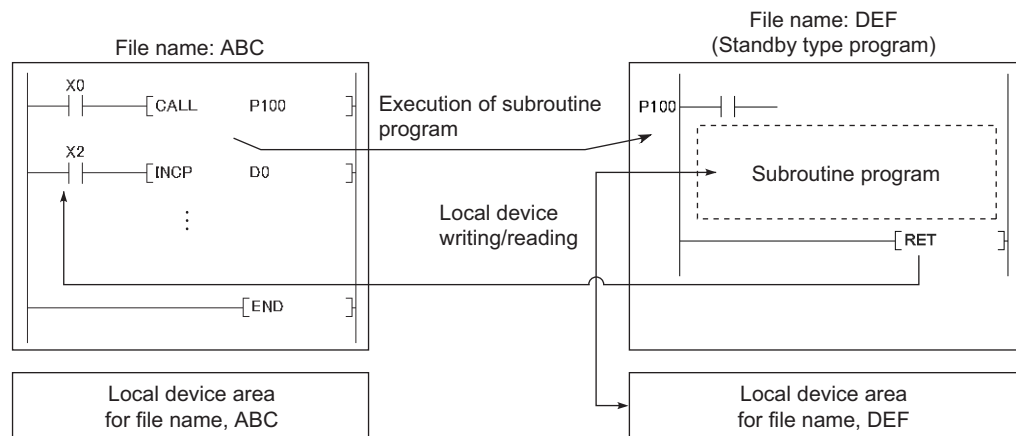 File name: ABC
File name: DEF
(Standby type program)
X0
CALL P100
X2
INCP D0
END
Execution of subroutine
program
Local device
writing/reading
P100
Subroutine program
RET
Local device area
for file name, ABC
Local device area
for file name, DEF